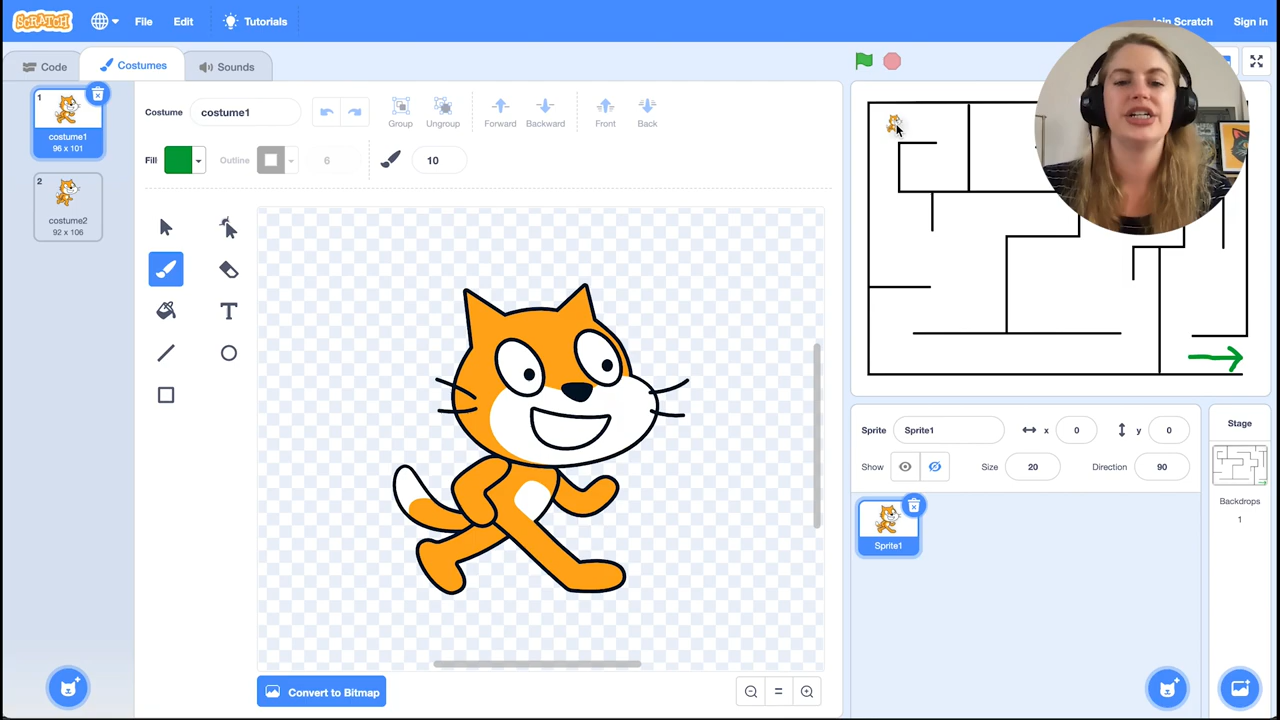 SCRATCH
File
Edit
Tutorials
Sign in
Code
Costumes
Sounds
1
costume1
96 x 101
2
costume2
92 x 106
Costume
costume1
Group
Ungroup
Forward
Backward
Front
Back
Fill
Outline
6
10
T
Convert to Bitmap
Sprite
Sprite1
x
0
y
0
Show
Size
20
Direction
90
Sprite1
Stage
Backdrops
1
Join Scratch